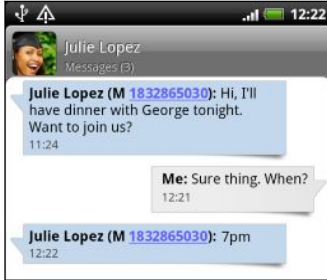 12:22
Julie Lopez
Messages (3)
Julie Lopez (M 1832865030): Hi, I'll
have dinner with George tonight.
Want to join us?
11:24
Me: Sure thing. When?
12:21
Julie Lopez (M 1832865030): 7pm
12:22